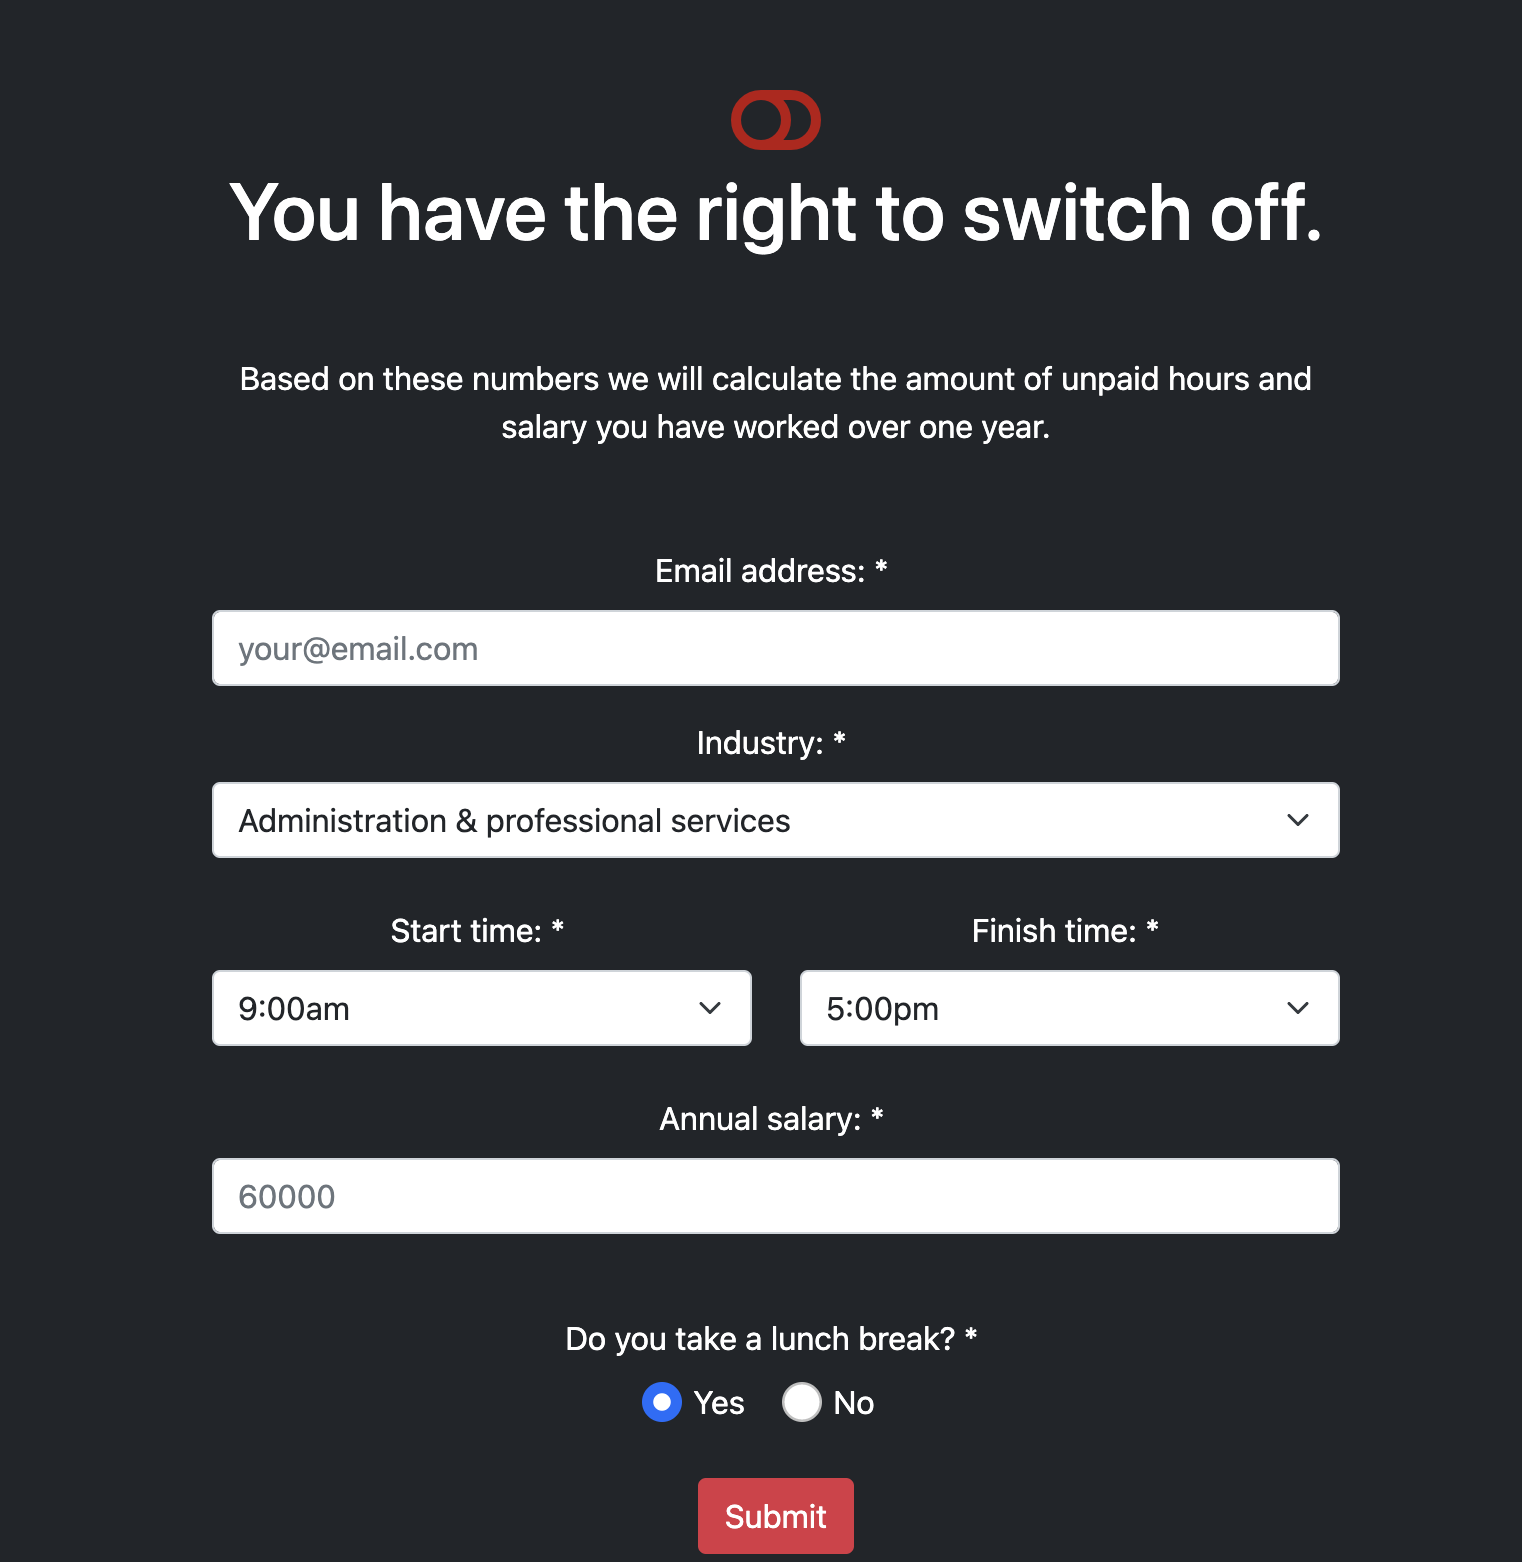 You have the right to switch off.
Based on these numbers we will calculate the amount of unpaid hours and
salary you have worked over one year.
Email address: *
your@email.com
Industry: *
Administration & professional services
Start time: *
Finish time: *
9:00am
5:00pm
Annual salary: *
60000
Do you take a lunch break? *
Yes
No
Submit